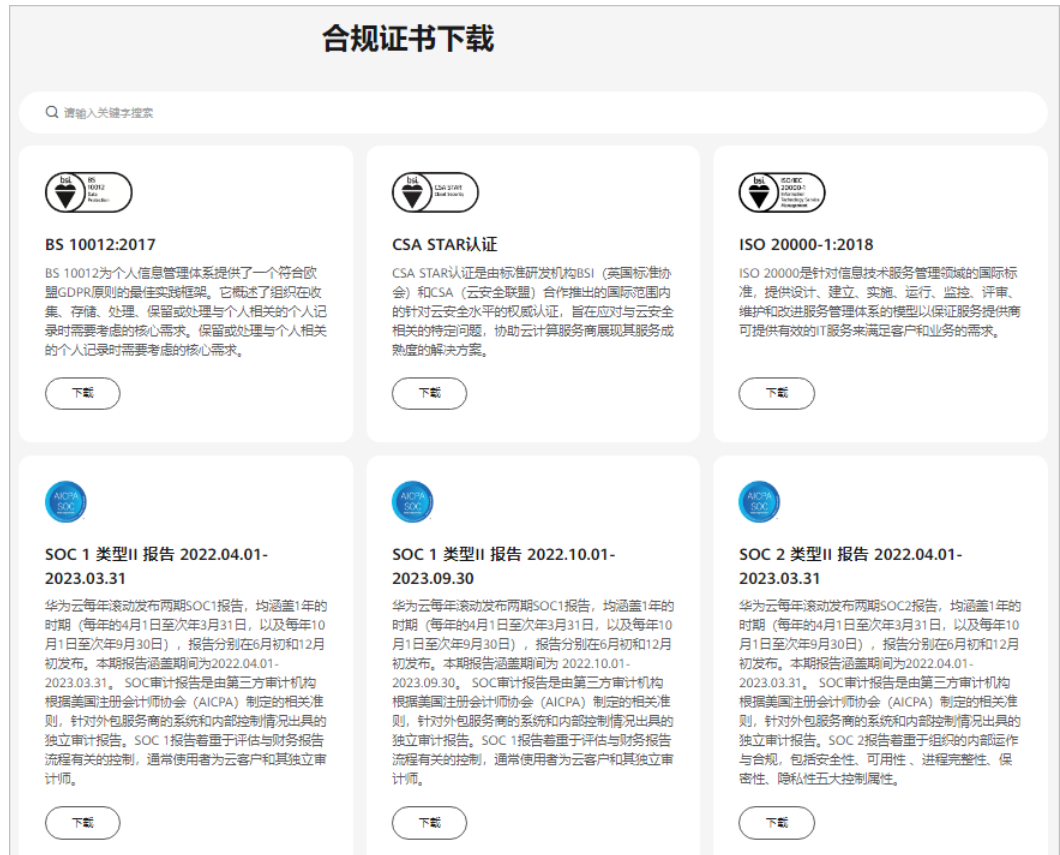 合规证书下载
请输入关键字搜索
bsi.
BS
10012
Data
Protection
BS 10012:2017
BS 10012为个人信息管理体系提供了一个符合欧
盟GDPR原则的最佳实践框架。它概述了组织在收
集、存储、处理、保留或处理与个人相关的个人记
录时需要考虑的核心需求。保留或处理与个人相关
的个人记录时需要考虑的核心需求。
下载
bsi.
CSA STAR
Cloud Security
CSA STAR认证
CSA STAR认证是由标准研发机构BSI（英国标准协
会）和CSA（云安全联盟）合作推出的国际范围内
的针对云安全水平的权威认证，旨在应对与云安全
相关的特定问题，协助云计算服务商展现其服务成
熟度的解决方案。
下载
bsi.
ISO/IEC
20000-1
Information
Technology Service
Management
ISO 20000-1:2018
ISO 20000是针对信息技术服务管理领域的国际标
准，提供设计、建立、实施、运行、监控、评审、
维护和改进服务管理体系的模型以保证服务提供商
可提供有效的IT服务来满足客户和业务的需求。
下载
AICPA
SOC
SOC 1 类型II 报告 2022.04.01-
2023.03.31
华为云每年滚动发布两期SOC1报告，均涵盖1年的
时期（每年的4月1日至次年3月31日，以及每年10
月1日至次年9月30日），报告分别在6月初和12月
初发布。本期报告涵盖期间为2022.04.01-
2023.03.31。 SOC审计报告是由第三方审计机构
根据美国注册会计师协会（AICPA）制定的相关准
则，针对外包服务商的系统和内部控制情况出具的
独立审计报告。SOC 1报告着重于评估与财务报告
流程有关的控制，通常使用者为云客户和其独立审
计师。
下载
AICPA
SOC
SOC 1 类型II 报告 2022.10.01-
2023.09.30
华为云每年滚动发布两期SOC1报告，均涵盖1年的
时期（每年的4月1日至次年3月31日，以及每年10
月1日至次年9月30日），报告分别在6月初和12月
初发布。本期报告涵盖期间为 2022.10.01-
2023.09.30。 SOC审计报告是由第三方审计机构
根据美国注册会计师协会（AICPA）制定的相关准
则，针对外包服务商的系统和内部控制情况出具的
独立审计报告。SOC 1报告着重于评估与财务报告
流程有关的控制，通常使用者为云客户和其独立审
计师。
下载
AICPA
SOC
SOC 2 类型II 报告 2022.04.01-
2023.03.31
华为云每年滚动发布两期SOC2报告，均涵盖1年的
时期（每年的4月1日至次年3月31日，以及每年10
月1日至次年9月30日），报告分别在6月初和12月
初发布。本期报告涵盖期间为2022.04.01-
2023.03.31。 SOC审计报告是由第三方审计机构
根据美国注册会计师协会（AICPA）制定的相关准
则，针对外包服务商的系统和内部控制情况出具的
独立审计报告。SOC 2报告着重于组织的内部运作
与合规，包括安全性、可用性 、进程完整性、保
密性、隐私性五大控制属性。
下载